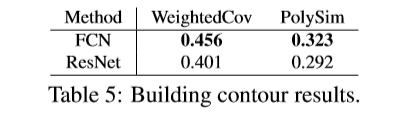 Method WeightedCov PolySim
FCN 0.456 0.323
ResNet 0.401 0.292
Table 5: Building contour results.